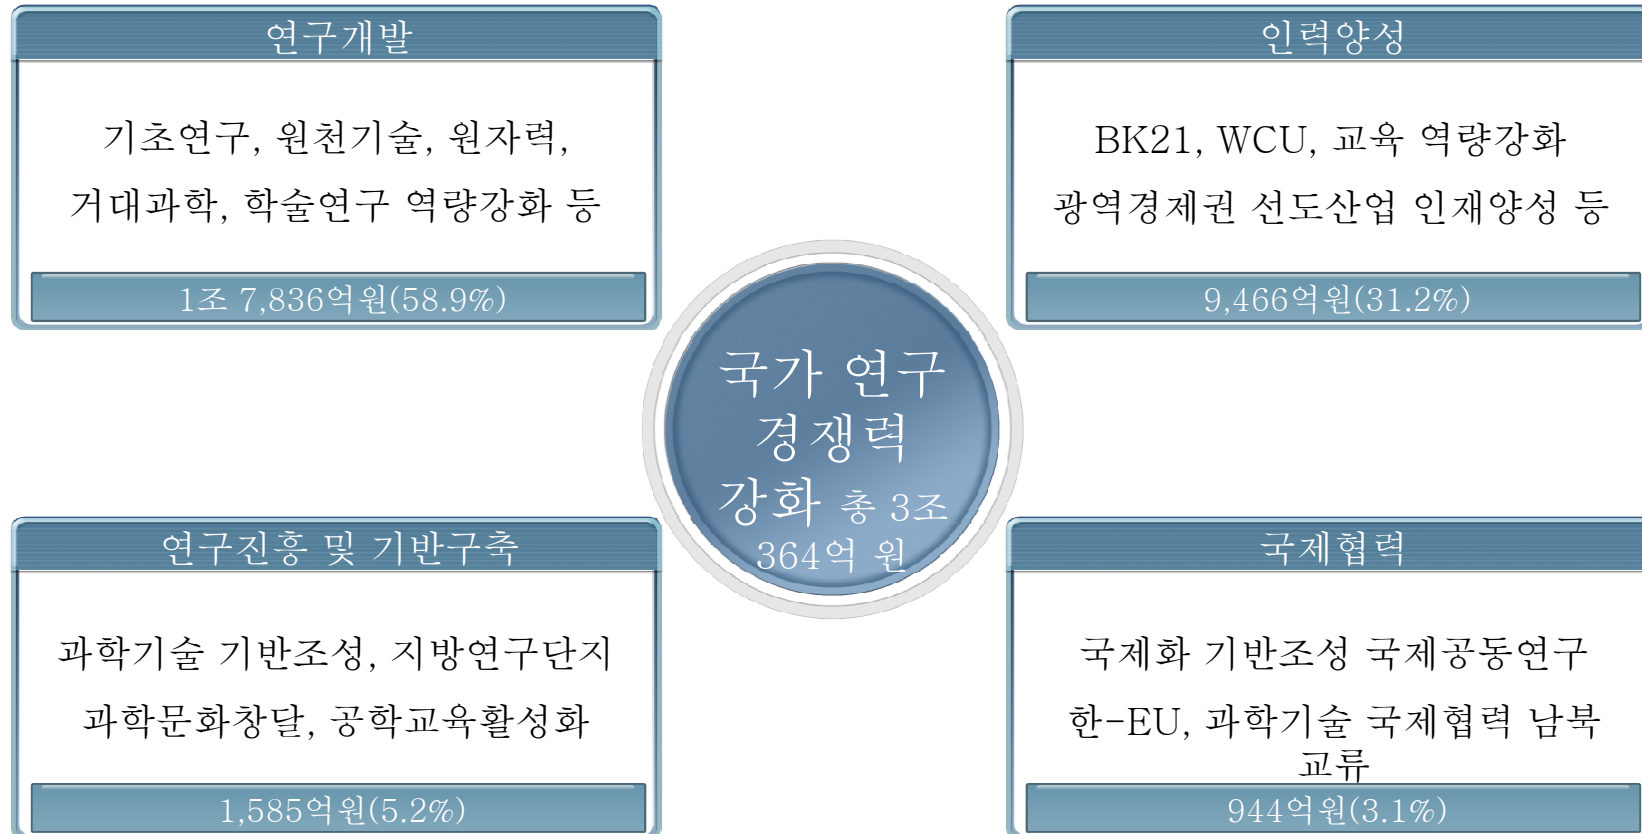 연구개발
기초연구, 원천기술, 원자력,
거대과학, 학술연구 역량강화 등
1조 7,836억원(58.9%)
인력양성
BK21, WCU, 교육 역량강화
광역경제권 선도산업 인재양성 등
9,466억원(31.2%)
국가 연구
경쟁력
강화 총 3조
364억 원
연구진흥 및 기반구축
과학기술 기반조성, 지방연구단지
과학문화창달, 공학교육활성화
1,585억원(5.2%)
국제협력
국제화 기반조성 국제공동연구
한-EU, 과학기술 국제협력 남북
교류
944억원(3.1%)